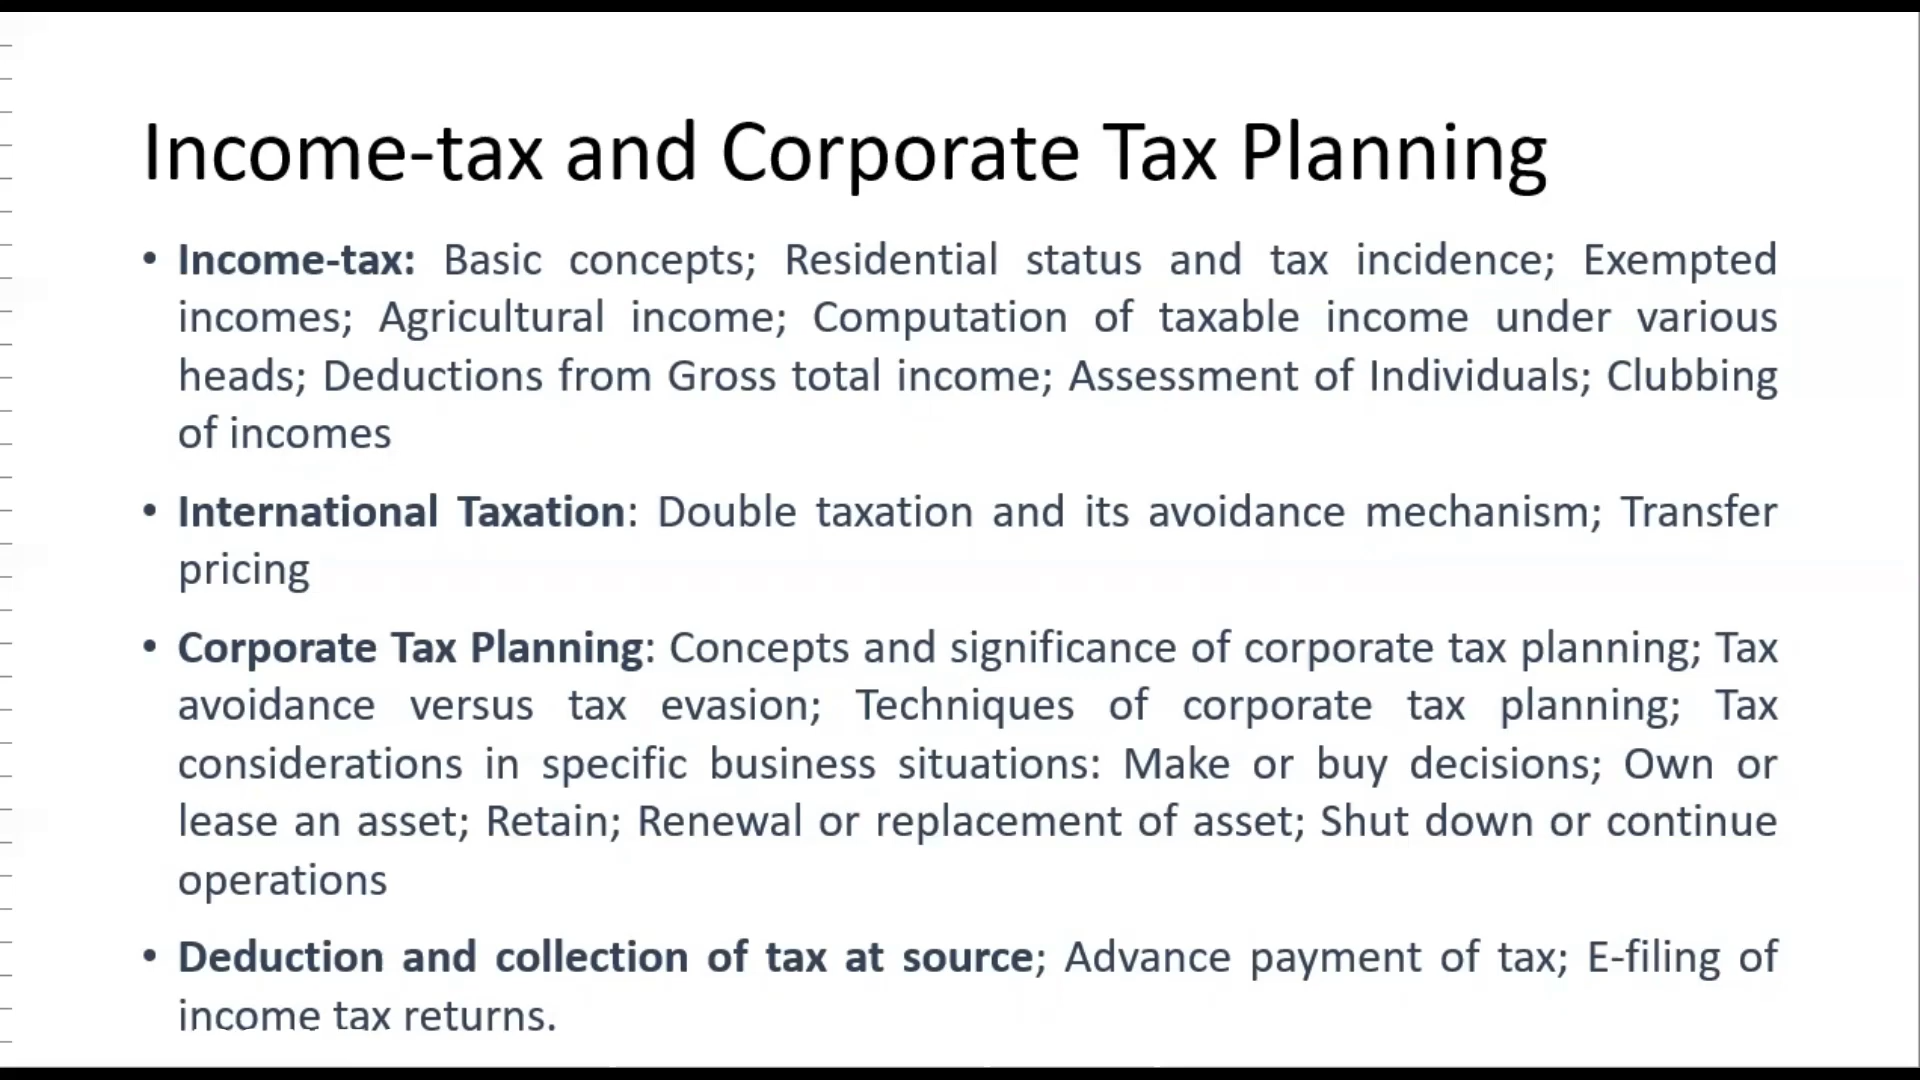 Income-tax and Corporate Tax Planning
• Income-tax: Basic concepts; Residential status and tax incidence; Exempted
incomes; Agricultural income; Computation of taxable income under various
heads; Deductions from Gross total income; Assessment of Individuals; Clubbing
of incomes
• International Taxation: Double taxation and its avoidance mechanism; Transfer
pricing
• Corporate Tax Planning: Concepts and significance of corporate tax planning; Tax
avoidance versus tax evasion; Techniques of corporate tax planning; Tax
considerations in specific business situations: Make or buy decisions; Own or
lease an asset; Retain; Renewal or replacement of asset; Shut down or continue
operations
• Deduction and collection of tax at source; Advance payment of tax; E-filing of
income tax returns.